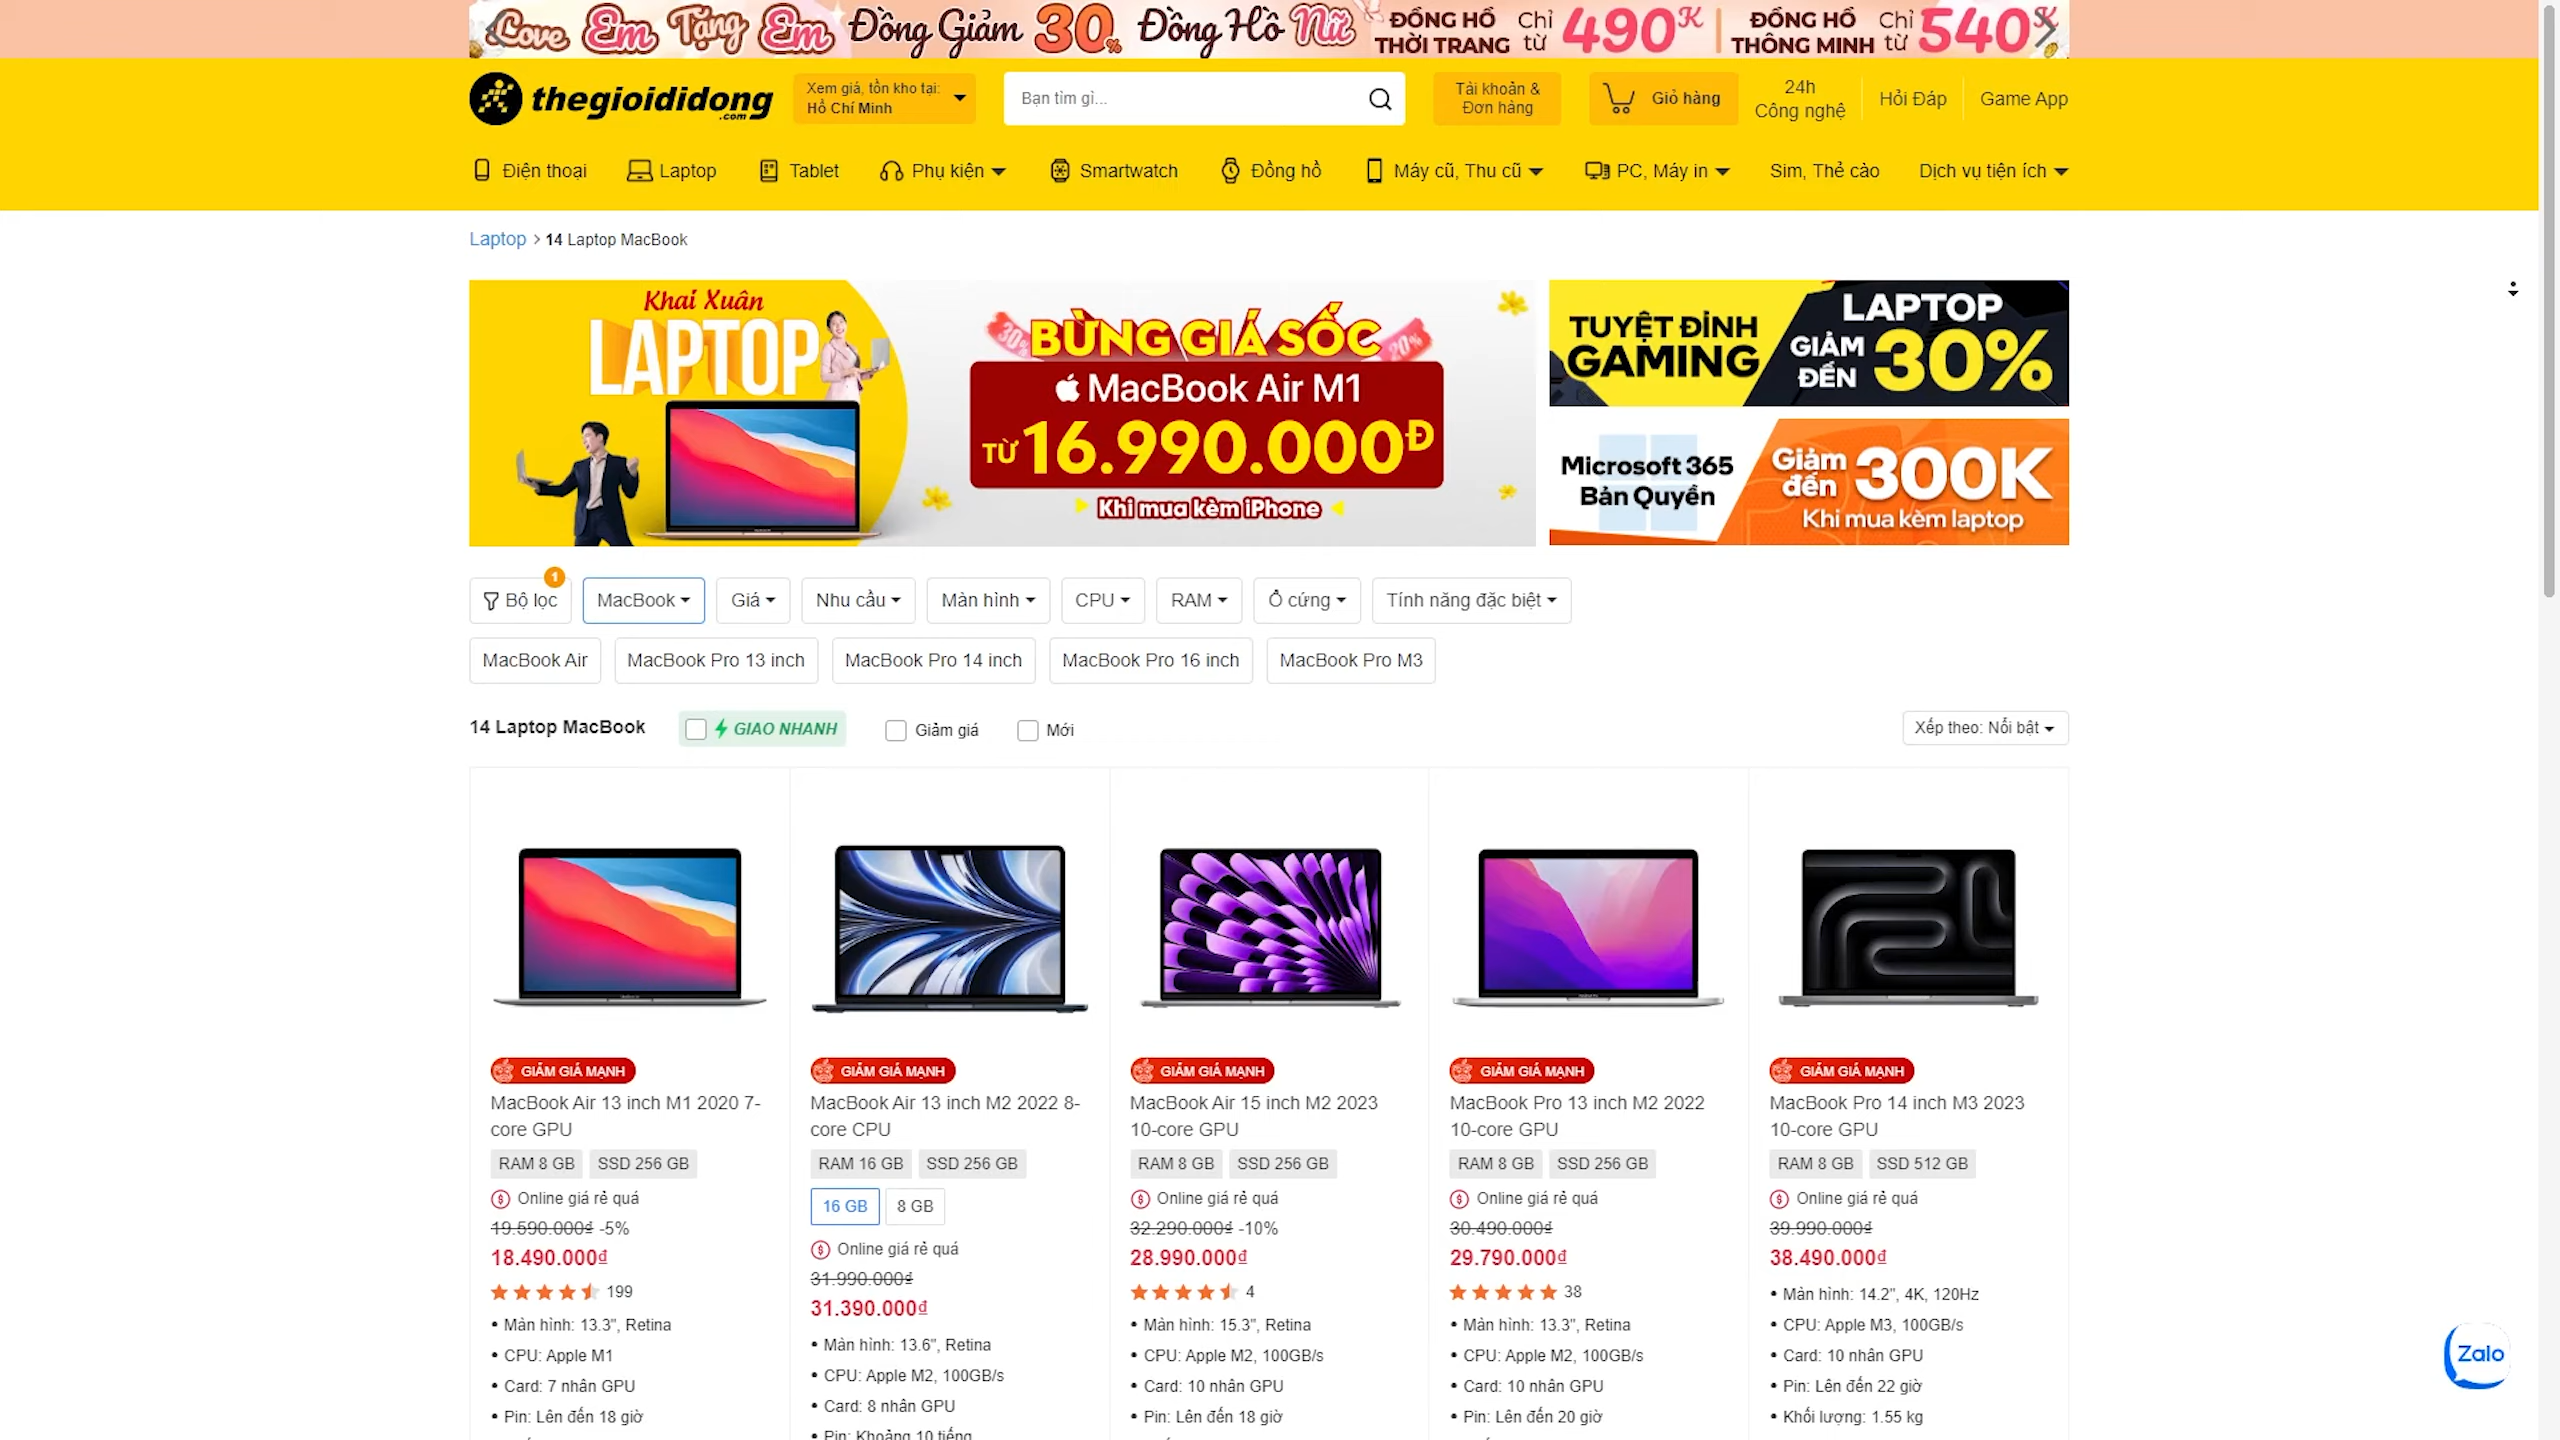 Love Em Tặng Em Đồng Giảm 30% Đồng Hồ Nữ
ĐỒNG HỒ THỜI TRANG Chỉ từ 490K
ĐỒNG HỒ THÔNG MINH Chỉ từ 540K
thegioididong.com
Xem giá, tồn kho tại:
Hồ Chí Minh
Bạn tìm gì...
Tài khoản &
Đơn hàng
Giỏ hàng
24h
Công nghệ
Hỏi Đáp
Game App
Điện thoại
Laptop
Tablet
Phụ kiện
Smartwatch
Đồng hồ
Máy cũ, Thu cũ
PC, Máy in
Sim, Thẻ cào
Dịch vụ tiện ích
Laptop › 14 Laptop MacBook
Khai Xuân
LAPTOP
30%
BÙNG GIÁ SỐC
20%
MacBook Air M1
TỪ 16.990.000Đ
Khi mua kèm iPhone
TUYỆT ĐỈNH
GAMING
LAPTOP
GIẢM ĐẾN 30%
Microsoft 365
Bản Quyền
Giảm đến 300K
Khi mua kèm laptop
1
Bộ lọc
MacBook
Giá
Nhu cầu
Màn hình
CPU
RAM
Ổ cứng
Tính năng đặc biệt
MacBook Air
MacBook Pro 13 inch
MacBook Pro 14 inch
MacBook Pro 16 inch
MacBook Pro M3
14 Laptop MacBook
GIAO NHANH
Giảm giá
Mới
Xếp theo: Nổi bật
GIẢM GIÁ MẠNH
MacBook Air 13 inch M1 2020 7-
core GPU
RAM 8 GB SSD 256 GB
Online giá rẻ quá
19.590.000₫ -5%
18.490.000₫
199
• Màn hình: 13.3", Retina
• CPU: Apple M1
• Card: 7 nhân GPU
• Pin: Lên đến 18 giờ
GIẢM GIÁ MẠNH
MacBook Air 13 inch M2 2022 8-
core CPU
RAM 16 GB SSD 256 GB
16 GB 8 GB
Online giá rẻ quá
31.990.000₫
31.390.000₫
• Màn hình: 13.6", Retina
• CPU: Apple M2, 100GB/s
• Card: 8 nhân GPU
• Pin: Khoảng 10 tiếng
GIẢM GIÁ MẠNH
MacBook Air 15 inch M2 2023
10-core GPU
RAM 8 GB SSD 256 GB
Online giá rẻ quá
32.290.000₫ -10%
28.990.000₫
4
• Màn hình: 15.3", Retina
• CPU: Apple M2, 100GB/s
• Card: 10 nhân GPU
• Pin: Lên đến 18 giờ
GIẢM GIÁ MẠNH
MacBook Pro 13 inch M2 2022
10-core GPU
RAM 8 GB SSD 256 GB
Online giá rẻ quá
30.490.000₫
29.790.000₫
38
• Màn hình: 13.3", Retina
• CPU: Apple M2, 100GB/s
• Card: 10 nhân GPU
• Pin: Lên đến 20 giờ
GIẢM GIÁ MẠNH
MacBook Pro 14 inch M3 2023
10-core GPU
RAM 8 GB SSD 512 GB
Online giá rẻ quá
39.990.000₫
38.490.000₫
• Màn hình: 14.2", 4K, 120Hz
• CPU: Apple M3, 100GB/s
• Card: 10 nhân GPU
• Pin: Lên đến 22 giờ
• Khối lượng: 1.55 kg
Zalo